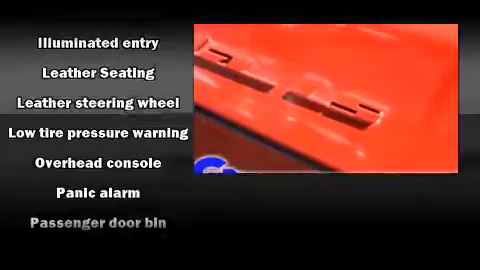 Illuminated entry
Leather Seating
Leather steering wheel
Low tire pressure warning
Overhead console
Panic alarm
Passenger door bin